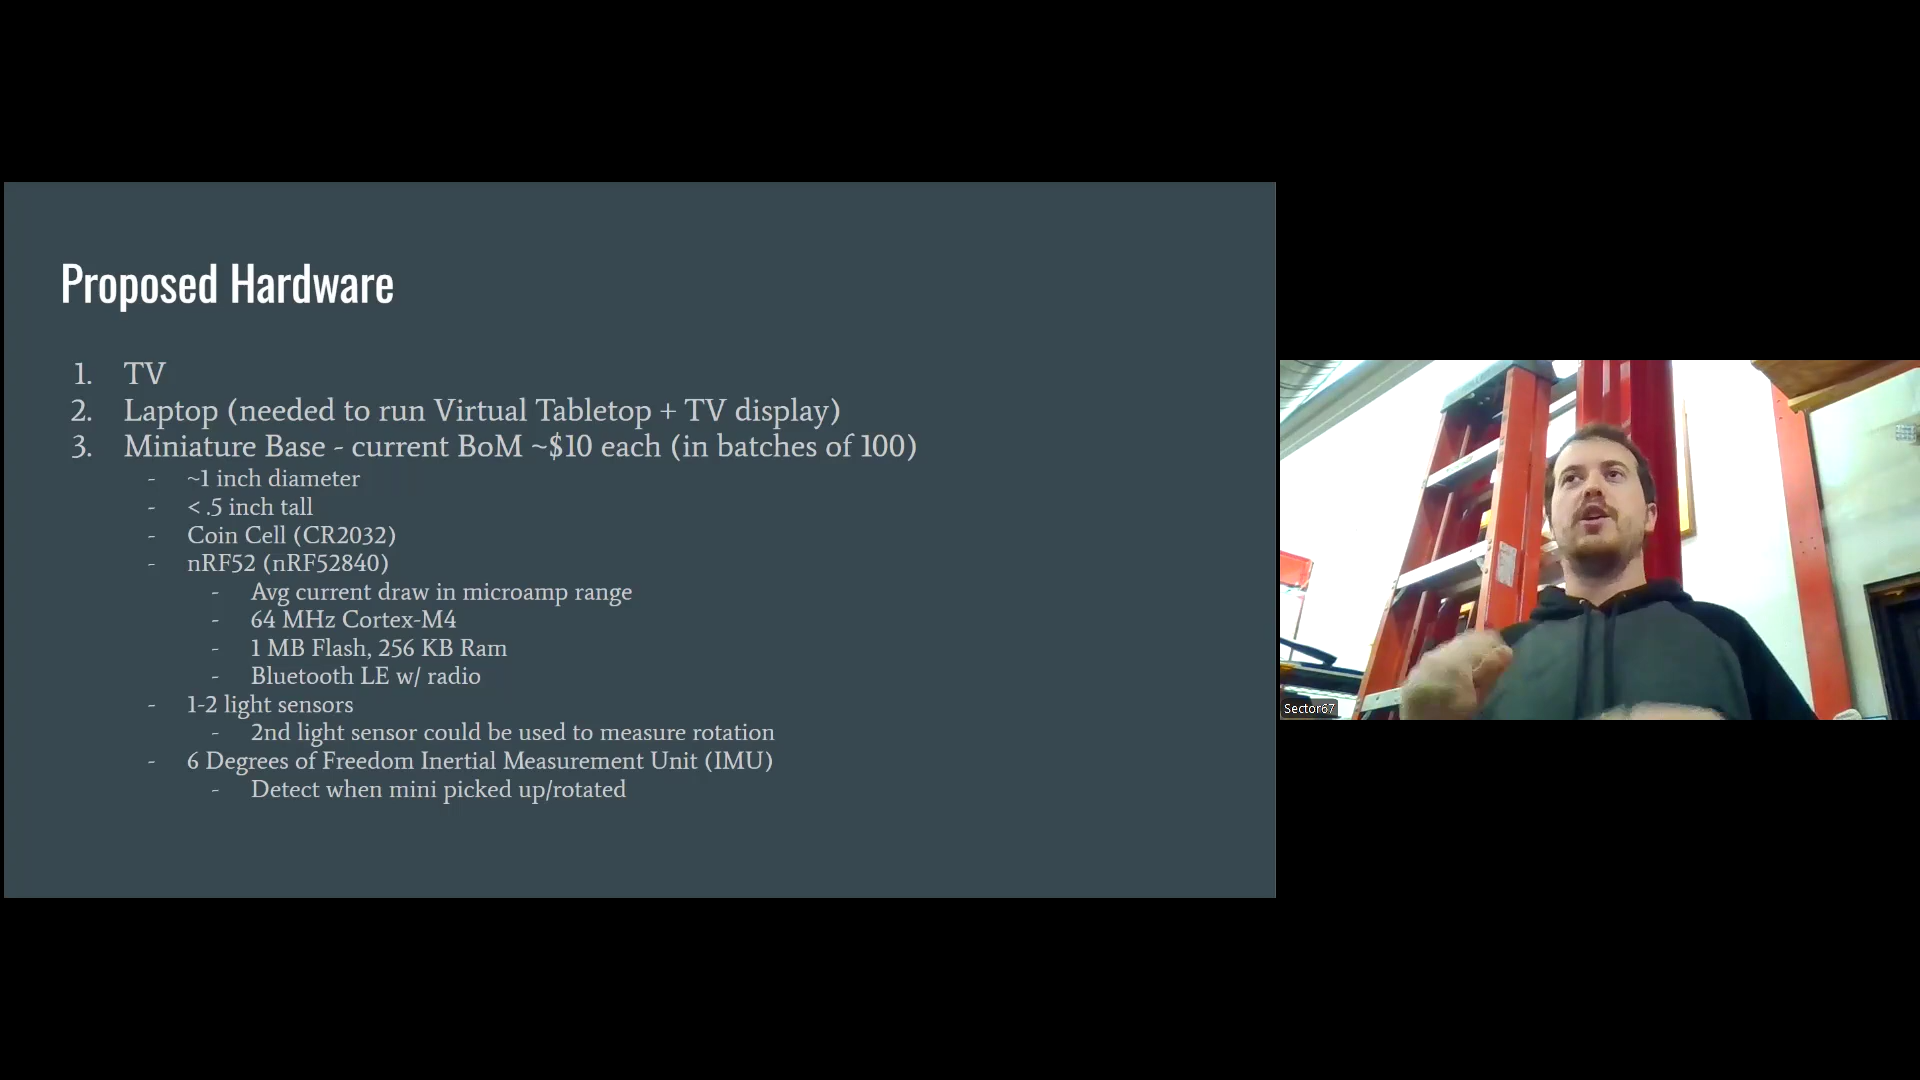 Proposed Hardware
1. TV
2. Laptop (needed to run Virtual Tabletop + TV display)
3. Miniature Base - current BoM ~$10 each (in batches of 100)
- ~1 inch diameter
- < .5 inch tall
- Coin Cell (CR2032)
- nRF52 (nRF52840)
- Avg current draw in microamp range
- 64 MHz Cortex-M4
- 1 MB Flash, 256 KB Ram
- Bluetooth LE w/ radio
- 1-2 light sensors
- 2nd light sensor could be used to measure rotation
- 6 Degrees of Freedom Inertial Measurement Unit (IMU)
- Detect when mini picked up/rotated
Sector67